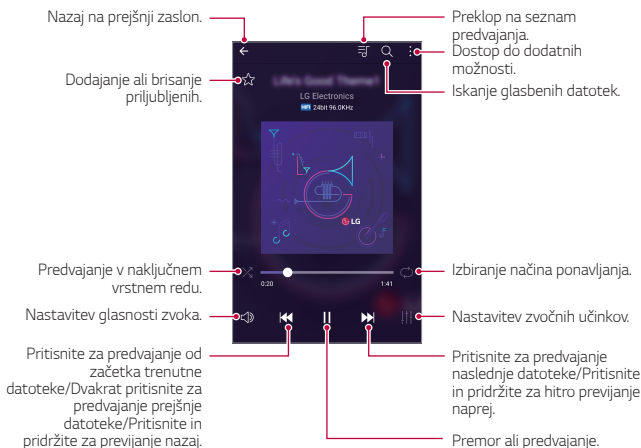 Nazaj na prejšnji zaslon.
Preklop na seznam
predvajanja.
Dostop do dodatnih
možnosti.
Iskanje glasbenih datotek.
Dodajanje ali brisanje
priljubljenih.
Life's Good Theme!
LG Electronics
HIFI 24bit 96.0KHz
LG
Predvajanje v naključnem
vrstnem redu.
Izbiranje načina ponavljanja.
0:20
1:41
Nastavitev glasnosti zvoka.
Nastavitev zvočnih učinkov.
Pritisnite za predvajanje od
začetka trenutne
datoteke/Dvakrat pritisnite za
predvajanje prejšnje
datoteke/Pritisnite in
pridržite za previjanje nazaj.
Pritisnite za predvajanje
naslednje datoteke/Pritisnite
in pridržite za hitro previjanje
naprej.
Premor ali predvajanje.